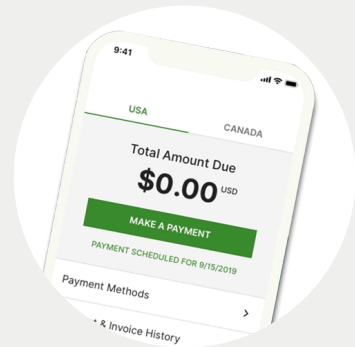 9:41
USA
CANADA
Total Amount Due
$0.00 USD
MAKE A PAYMENT
PAYMENT SCHEDULED FOR 9/15/2019
Payment Methods
& Invoice History